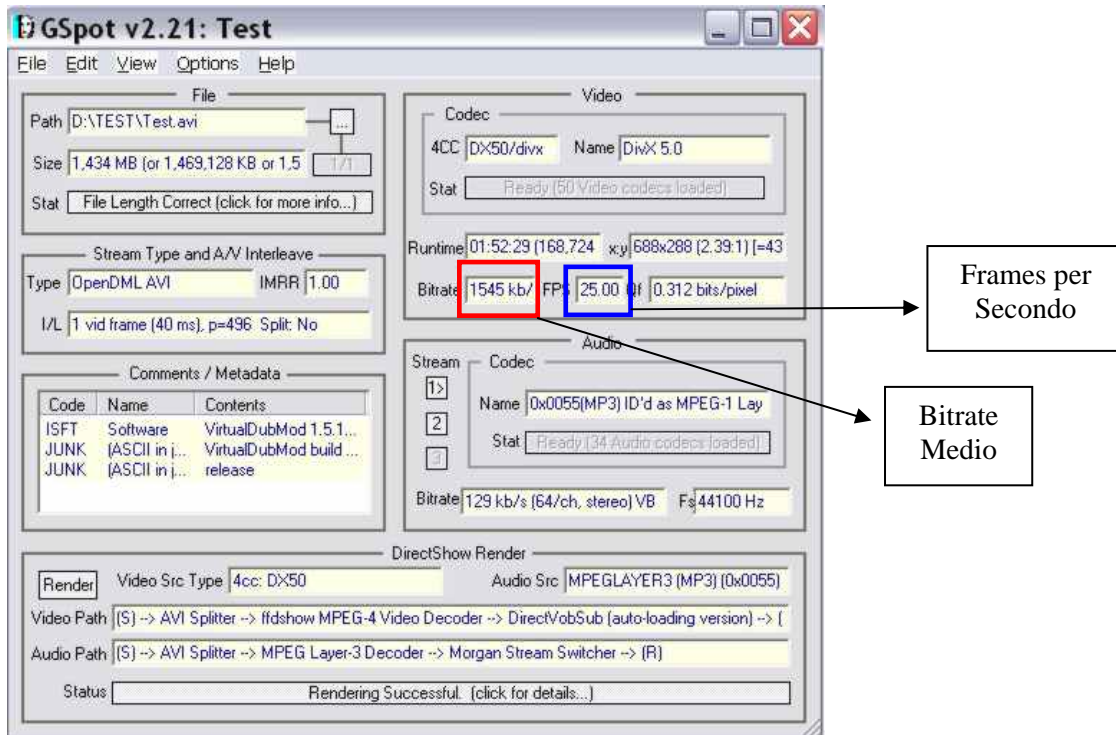 GSpot v2.21: Test
File Edit View Options Help
File
Path D:\TEST\Test.avi ...
Size 1,434 MB (or 1,469,128 KB or 1,5 1/1
Stat File Length Correct (click for more info...)
Stream Type and A/V Interleave
Type OpenDML AVI IMRR 1.00
I/L 1 vid frame (40 ms), p=496 Split: No
Comments / Metadata
Code Name Contents
ISFT Software VirtualDubMod 1.5.1...
JUNK (ASCII in j... VirtualDubMod build ...
JUNK (ASCII in j... release
Video
Codec
4CC DX50/divx Name DivX 5.0
Stat Ready (50 Video codecs loaded)
Runtime 01:52:29 (168,724 x:y 688x288 (2.39:1) [=43
Bitrate 1545 kb/ FPS 25.00 Qf 0.312 bits/pixel
Audio
Stream Codec
1>
2
3
Name 0x0055(MP3) ID'd as MPEG-1 Lay
Stat Ready (34 Audio codecs loaded)
Bitrate 129 kb/s (64/ch, stereo) VB Fs 44100 Hz
DirectShow Render
Render Video Src Type 4cc: DX50 Audio Src MPEGLAYER3 (MP3) (0x0055)
Video Path (S) --> AVI Splitter --> ffdshow MPEG-4 Video Decoder --> DirectVobSub (auto-loading version) --> (
Audio Path (S) --> AVI Splitter --> MPEG Layer-3 Decoder --> Morgan Stream Switcher --> (R)
Status Rendering Successful. (click for details...)
Frames per
Secondo
Bitrate
Medio